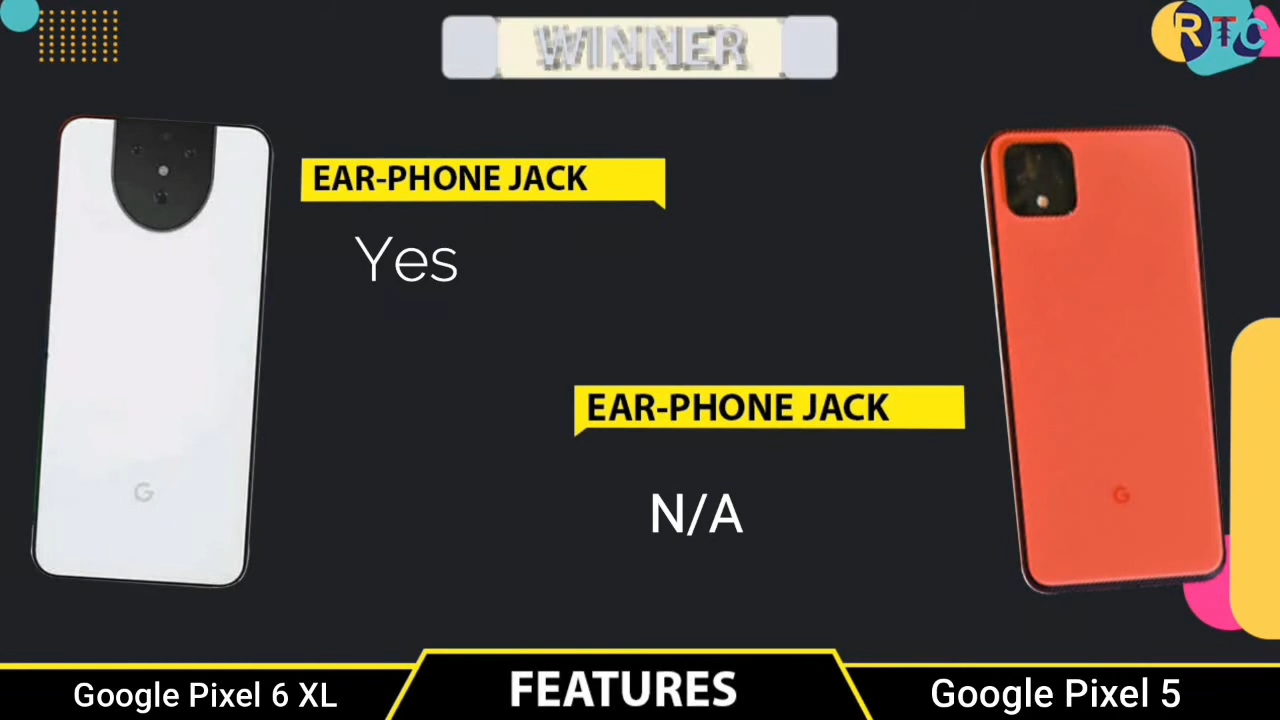 WINNER
RTC
EAR-PHONE JACK
Yes
EAR-PHONE JACK
N/A
G
G
Google Pixel 6 XL
FEATURES
Google Pixel 5